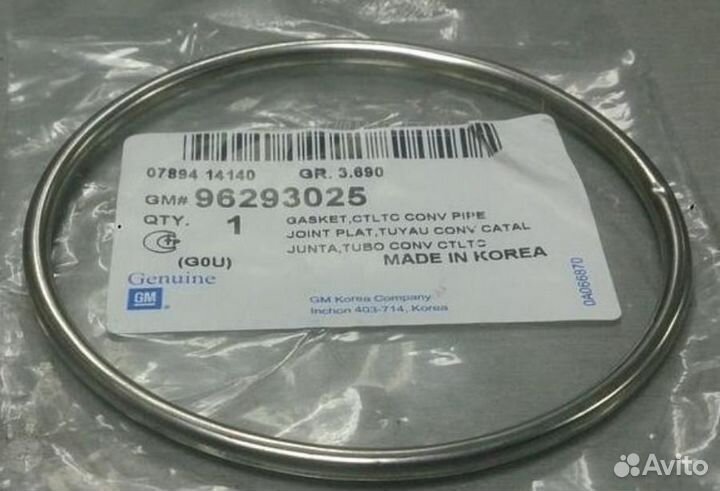 07894 14140 GR. 3.690
GM# 96293025
QTY. 1 GASKET,CTLTC CONV PIPE
JOINT PLAT,TUYAU CONV CATAL
JUNTA,TUBO CONV CTLTC
(G0U) MADE IN KOREA
Genuine
GM
GM Korea Company
Inchon 403-714, Korea
0A066870
Avito